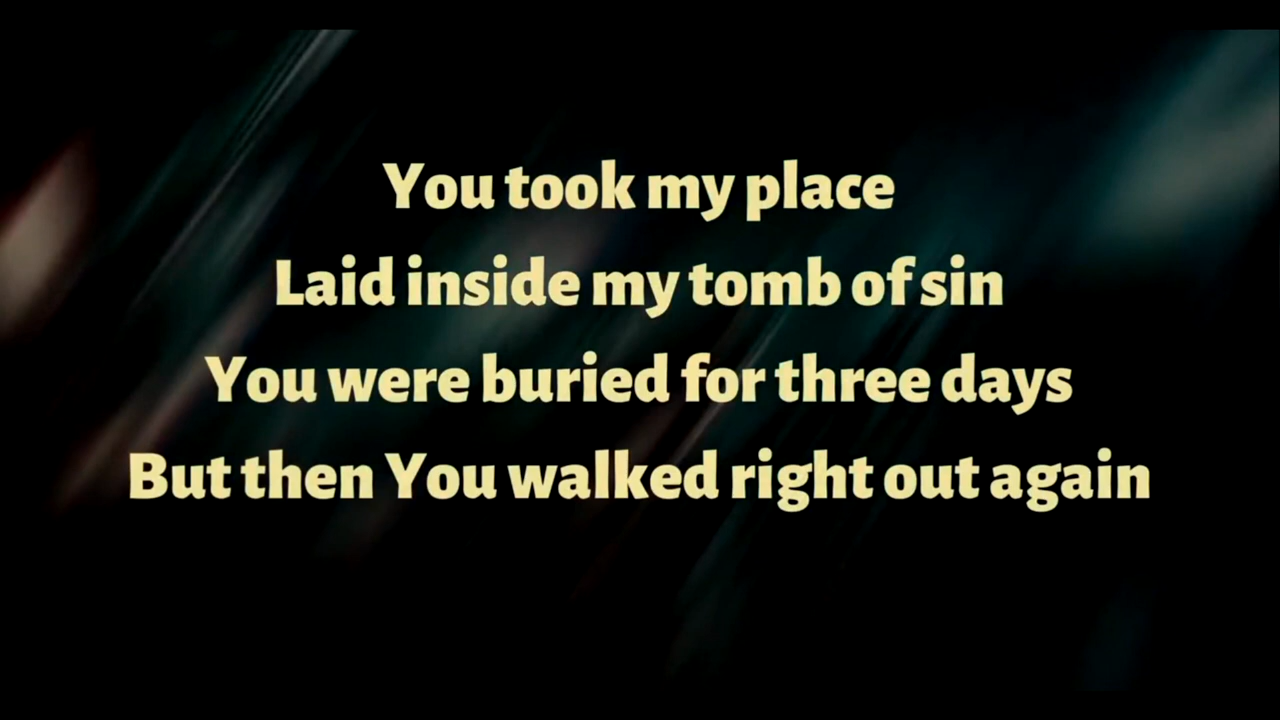 You took my place
Laid inside my tomb of sin
You were buried for three days
But then You walked right out again